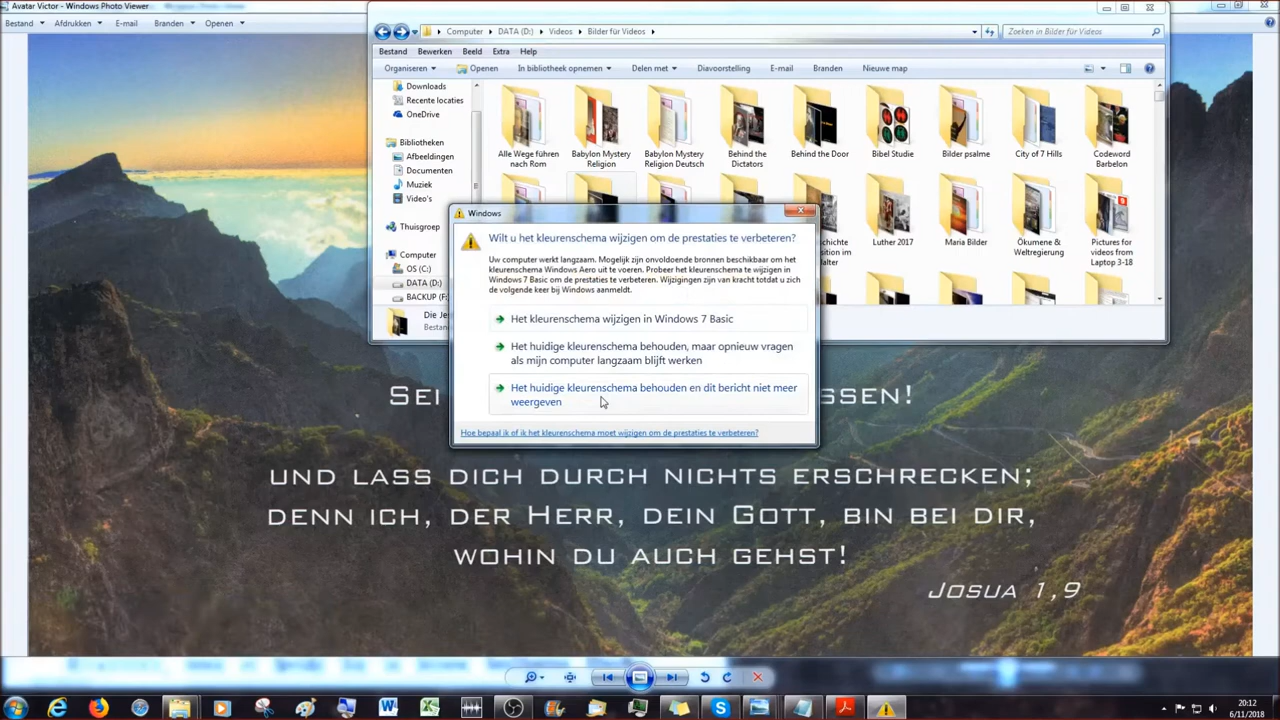 Avatar Victor - Windows Photo Viewer
Bestand Afdrukken E-mail Branden Openen
Computer DATA (D:) Videos Bilder für Videos
Zoeken in Bilder für Videos
Bestand Bewerken Beeld Extra Help
Organiseren Openen In bibliotheek opnemen Delen met Diavoorstelling E-mail Branden Nieuwe map
Downloads
Recente locaties
OneDrive
Bibliotheken
Afbeeldingen
Documenten
Muziek
Video's
Thuisgroep
Computer
OS (C:)
DATA (D:)
BACKUP (F:
Alle Wege führen
nach Rom
Babylon Mystery
Religion
Babylon Mystery
Religion Deutsch
Behind the
Dictators
Behind the Door
Bibel Studie
Bilder psalme
City of 7 Hills
Codeword
Barbelon
Luther 2017
Maria Bilder
Ökumene &
Weltregierung
Pictures for
videos from
Laptop 3-18
Windows
Wilt u het kleurenschema wijzigen om de prestaties te verbeteren?
Uw computer werkt langzaam. Mogelijk zijn onvoldoende bronnen beschikbaar om het
kleurenschema Windows Aero uit te voeren. Probeer het kleurenschema te wijzigen in
Windows 7 Basic om de prestaties te verbeteren. Wijzigingen zijn van kracht totdat u zich
de volgende keer bij Windows aanmeldt.
Het kleurenschema wijzigen in Windows 7 Basic
Het huidige kleurenschema behouden, maar opnieuw vragen
als mijn computer langzaam blijft werken
Het huidige kleurenschema behouden en dit bericht niet meer
weergeven
Hoe bepaal ik of ik het kleurenschema moet wijzigen om de prestaties te verbeteren?
Sei
SSEN!
und lass dich durch nichts erschrecken;
denn ich, der Herr, dein Gott, bin bei dir,
wohin du auch gehst!
Josua 1,9
20:12
6/11/2018